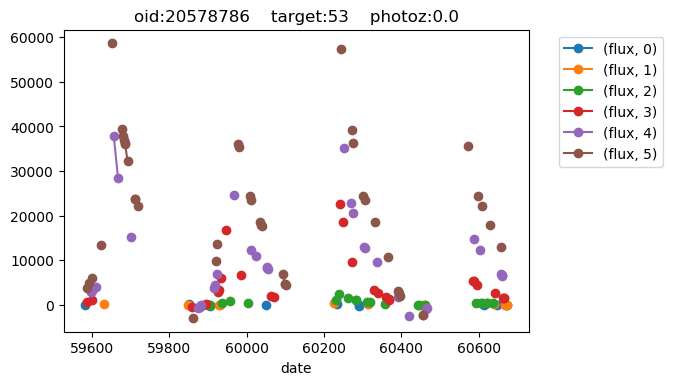 oid:20578786    target:53    photoz:0.0
60000
50000
40000
30000
20000
10000
0
59600
59800
60000
60200
60400
60600
date
(flux, 0)
(flux, 1)
(flux, 2)
(flux, 3)
(flux, 4)
(flux, 5)